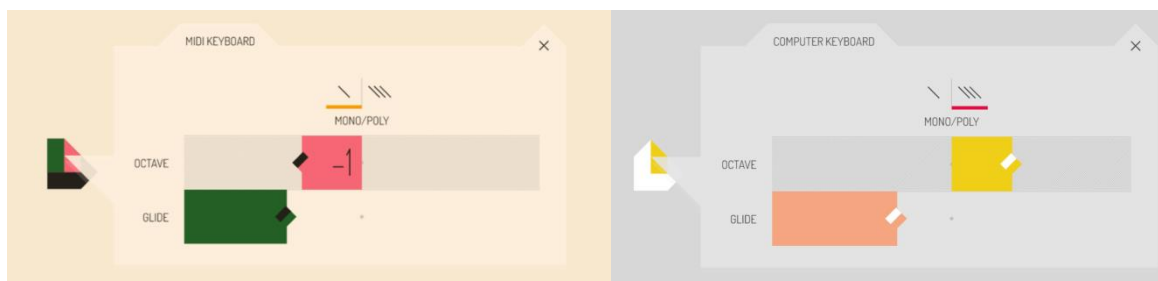 MIDI KEYBOARD
MONO/POLY
OCTAVE
-1
GLIDE
COMPUTER KEYBOARD
MONO/POLY
OCTAVE
GLIDE